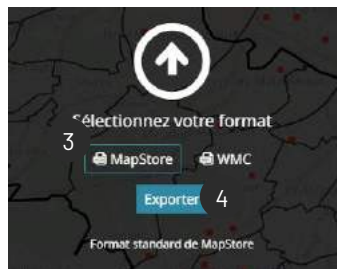 Sélectionnez votre format
3
MapStore WMC
Exporter 4
Format standard de MapStore